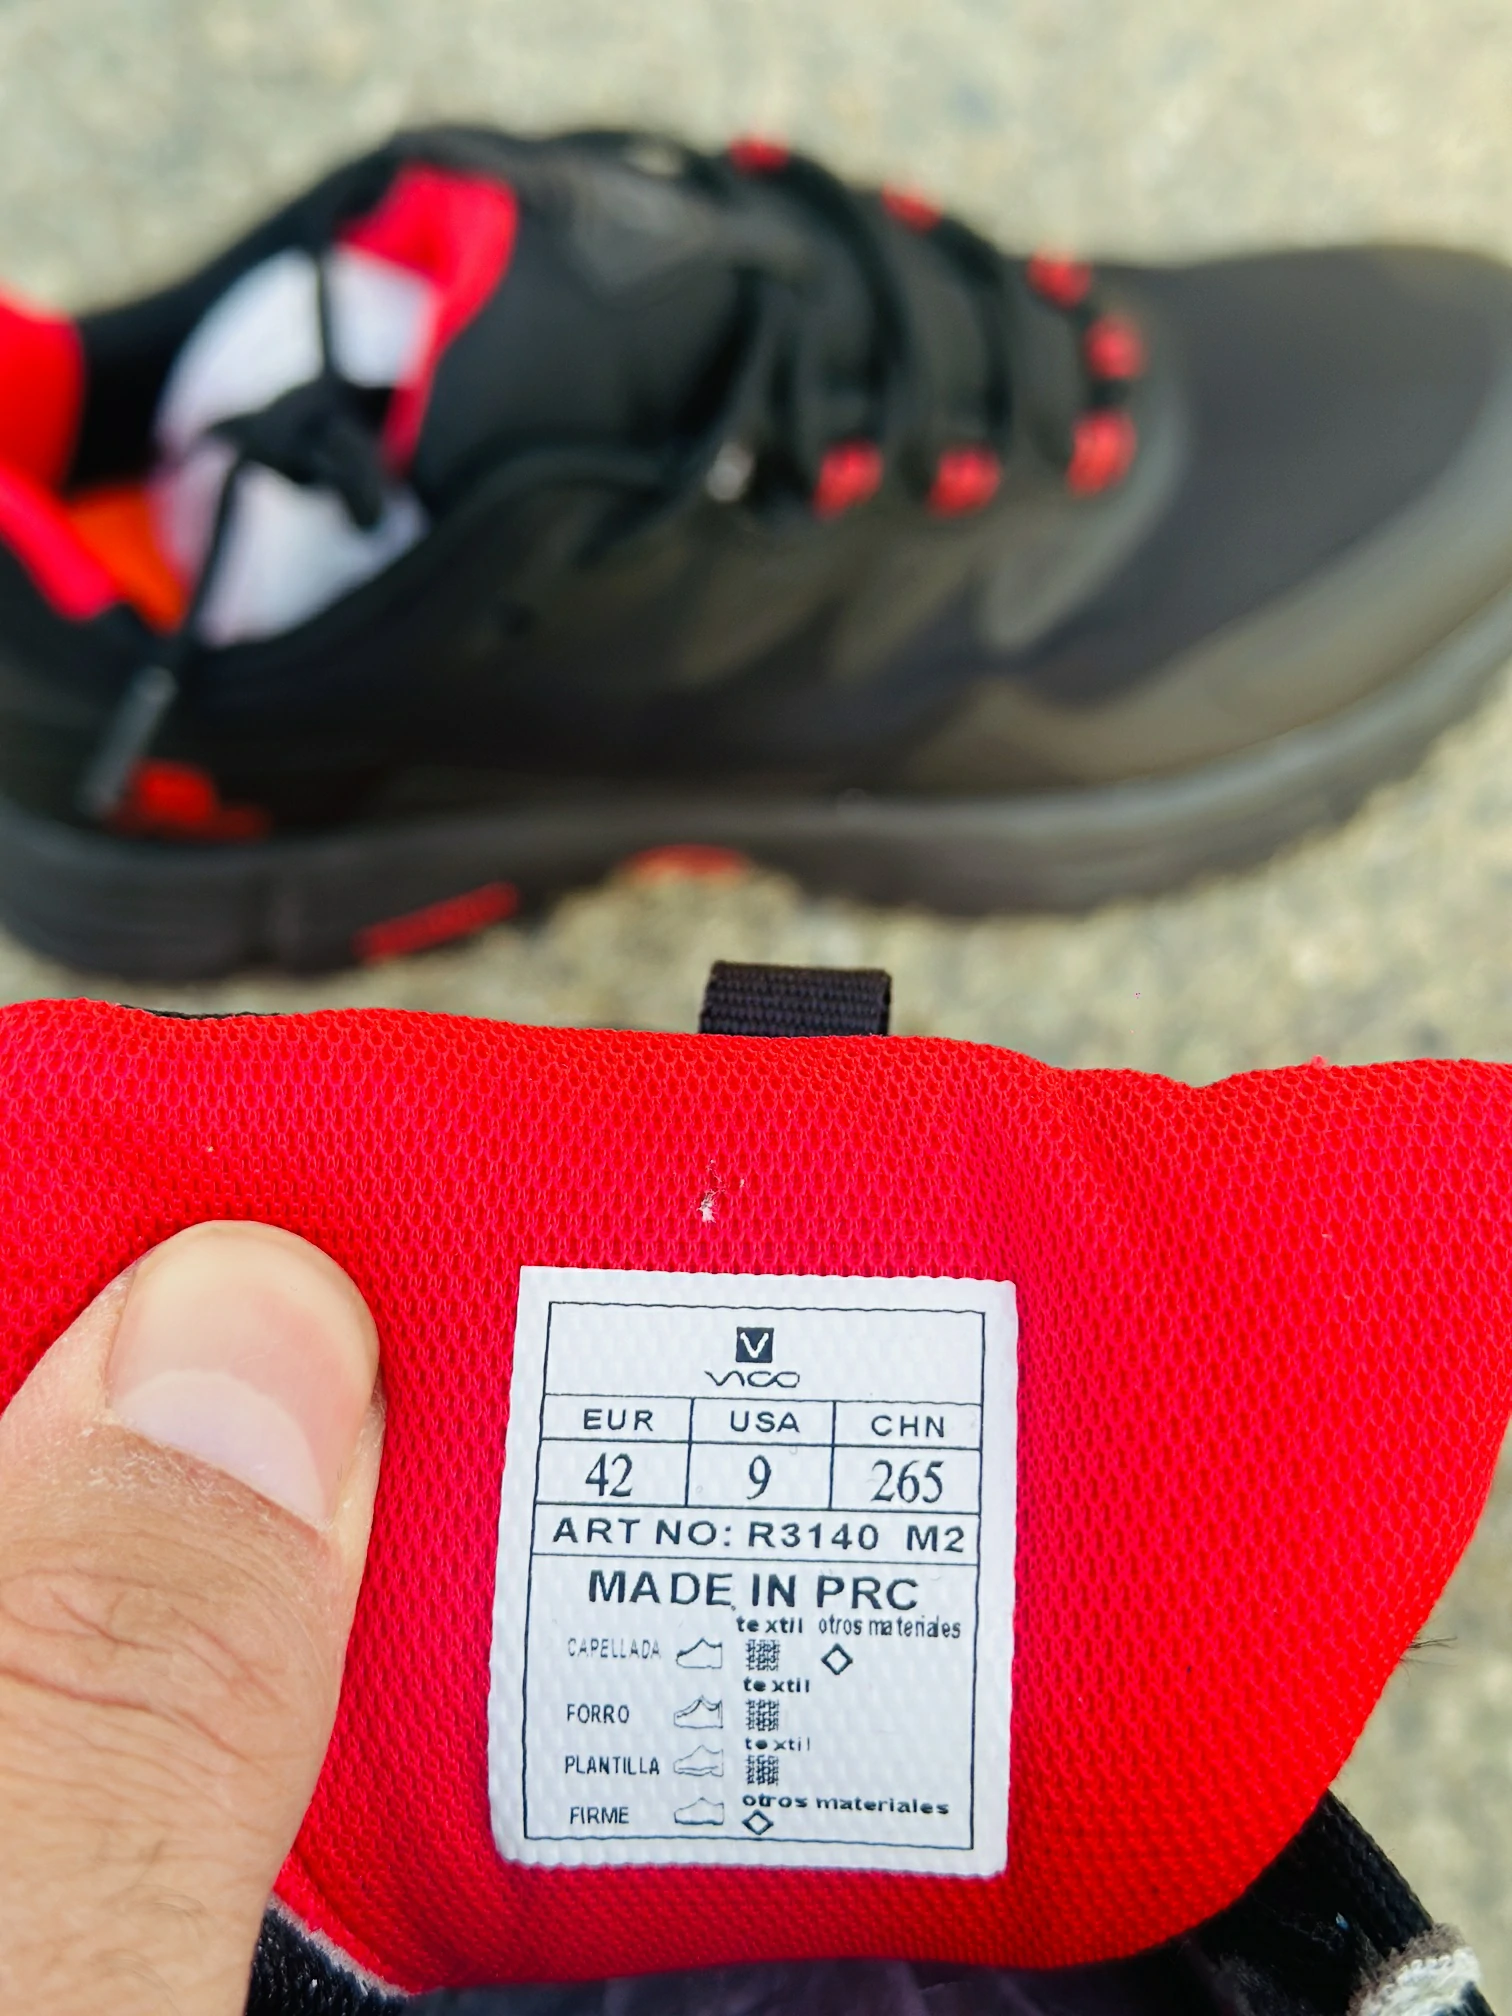 V
VICO
EUR USA CHN
42 9 265
ART NO: R3140 M2
MADE IN PRC
textil otros materiales
CAPELLADA
textil
FORRO
textil
PLANTILLA
otros materiales
FIRME